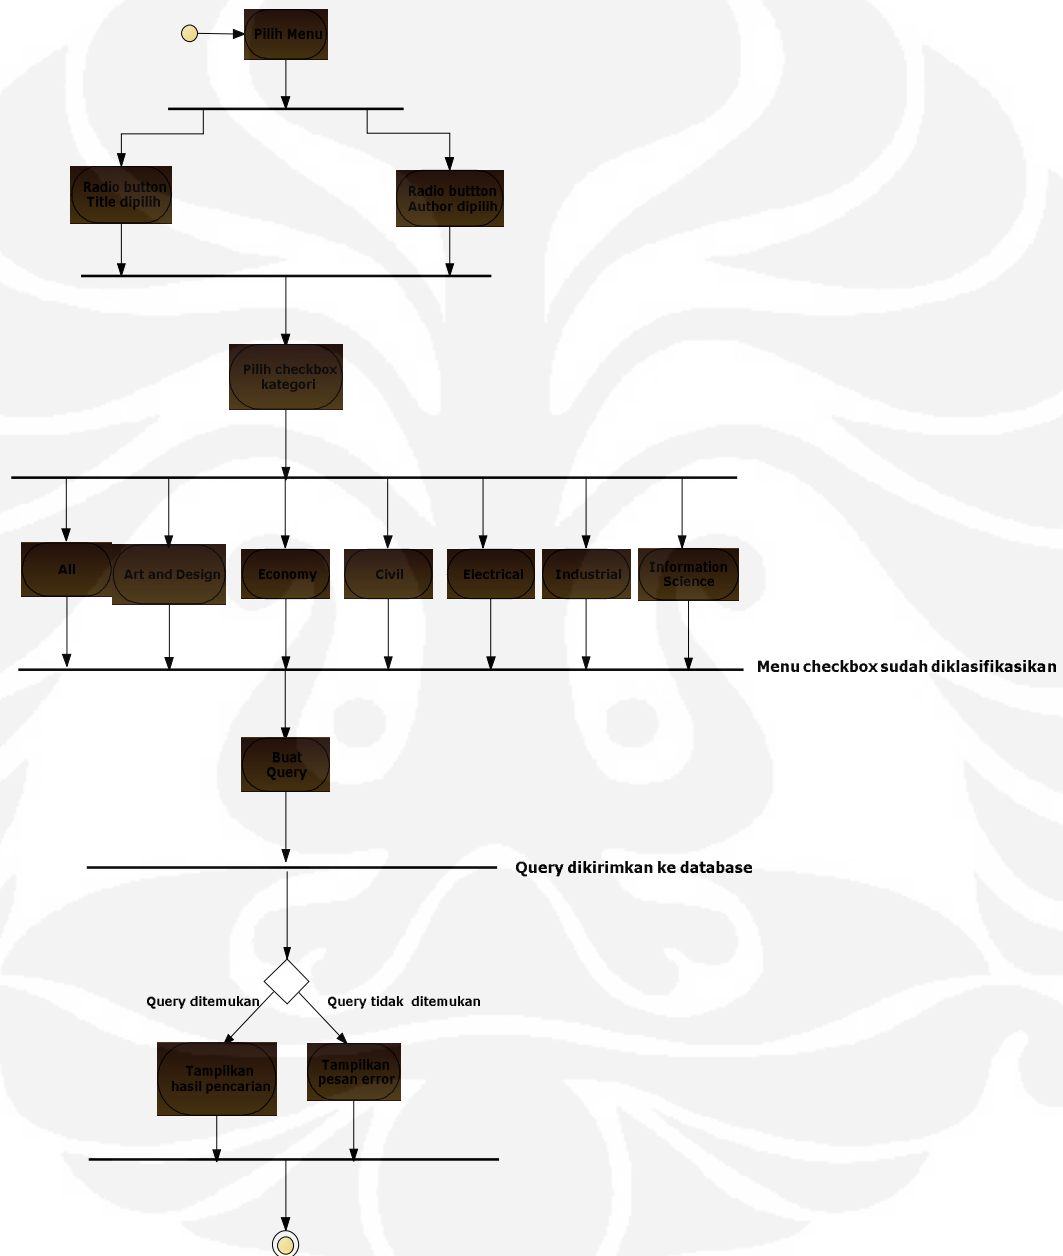 Pilih Menu
Radio button
Title dipilih
Radio buttton
Author dipilih
Pilih checkbox
kategori
All
Art and Design
Economy
Civil
Electrical
Industrial
Information
Science
Menu checkbox sudah diklasifikasikan
Buat
Query
Query dikirimkan ke database
Query ditemukan
Query tidak ditemukan
Tampilkan
hasil pencarian
Tampilkan
pesan error